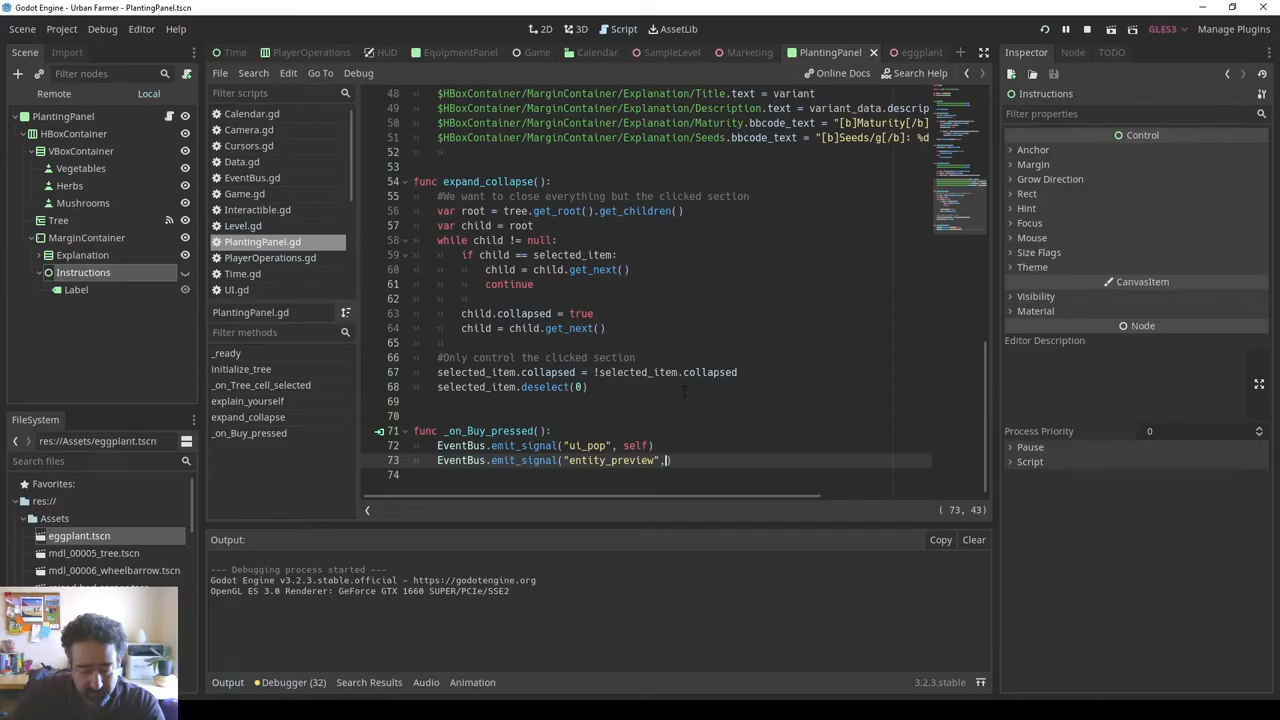 Godot Engine - Urban Farmer - PlantingPanel.tscn
Scene Project Debug Editor Help
2D 3D Script AssetLib
GLES3 Manage Plugins
Scene Import
Time PlayerOperations HUD EquipmentPanel Game Calendar SampleLevel Marketing PlantingPanel eggplant
Inspector Node TODO
Filter nodes
File Search Edit Go To Debug
Online Docs Search Help
Remote Local
Filter scripts
Instructions
Filter properties
PlantingPanel
HBoxContainer
VBoxContainer
Vegetables
Herbs
Mushrooms
Tree
MarginContainer
Explanation
Instructions
Label
Calendar.gd
Camera.gd
Cursor.gd
Data.gd
EventBus.gd
Game.gd
Interactible.gd
Level.gd
PlantingPanel.gd
PlayerOperations.gd
Time.gd
UI.gd
PlantingPanel.gd
Filter methods
_ready
initialize_tree
_on_Tree_cell_selected
explain_yourself
expand_collapse
_on_Buy_pressed
48 $HBoxContainer/MarginContainer/Explanation/Title.text = variant
49 $HBoxContainer/MarginContainer/Explanation/Description.text = variant_data.descrip
50 $HBoxContainer/MarginContainer/Explanation/Maturity.bbcode_text = "[b]Maturity[/b]
51 $HBoxContainer/MarginContainer/Explanation/Seeds.bbcode_text = "[b]Seeds/g[/b]: %d
52
53
54 func expand_collapse():
55 #We want to close everything but the clicked section
56 var root = tree.get_root().get_children()
57 var child = root
58 while child != null:
59 if child == selected_item:
60 child = child.get_next()
61 continue
62
63 child.collapsed = true
64 child = child.get_next()
65
66 #Only control the clicked section
67 selected_item.collapsed = !selected_item.collapsed
68 selected_item.deselect(0)
69
70
71 func _on_Buy_pressed():
72 EventBus.emit_signal("ui_pop", self)
73 EventBus.emit_signal("entity_preview",)
74
( 73, 43)
Control
Anchor
Margin
Grow Direction
Rect
Hint
Focus
Mouse
Size Flags
Theme
CanvasItem
Visibility
Material
Node
Editor Description
Process Priority 0
Pause
Script
FileSystem
res://Assets/eggplant.tscn
Search files
Favorites:
res://
Assets
eggplant.tscn
mdl_00005_tree.tscn
mdl_00006_wheelbarrow.tscn
Output:
Copy Clear
--- Debugging process started ---
Godot Engine v3.2.3.stable.official - https://godotengine.org
OpenGL ES 3.0 Renderer: GeForce GTX 1660 SUPER/PCIe/SSE2
Output Debugger (32) Search Results Audio Animation
3.2.3.stable